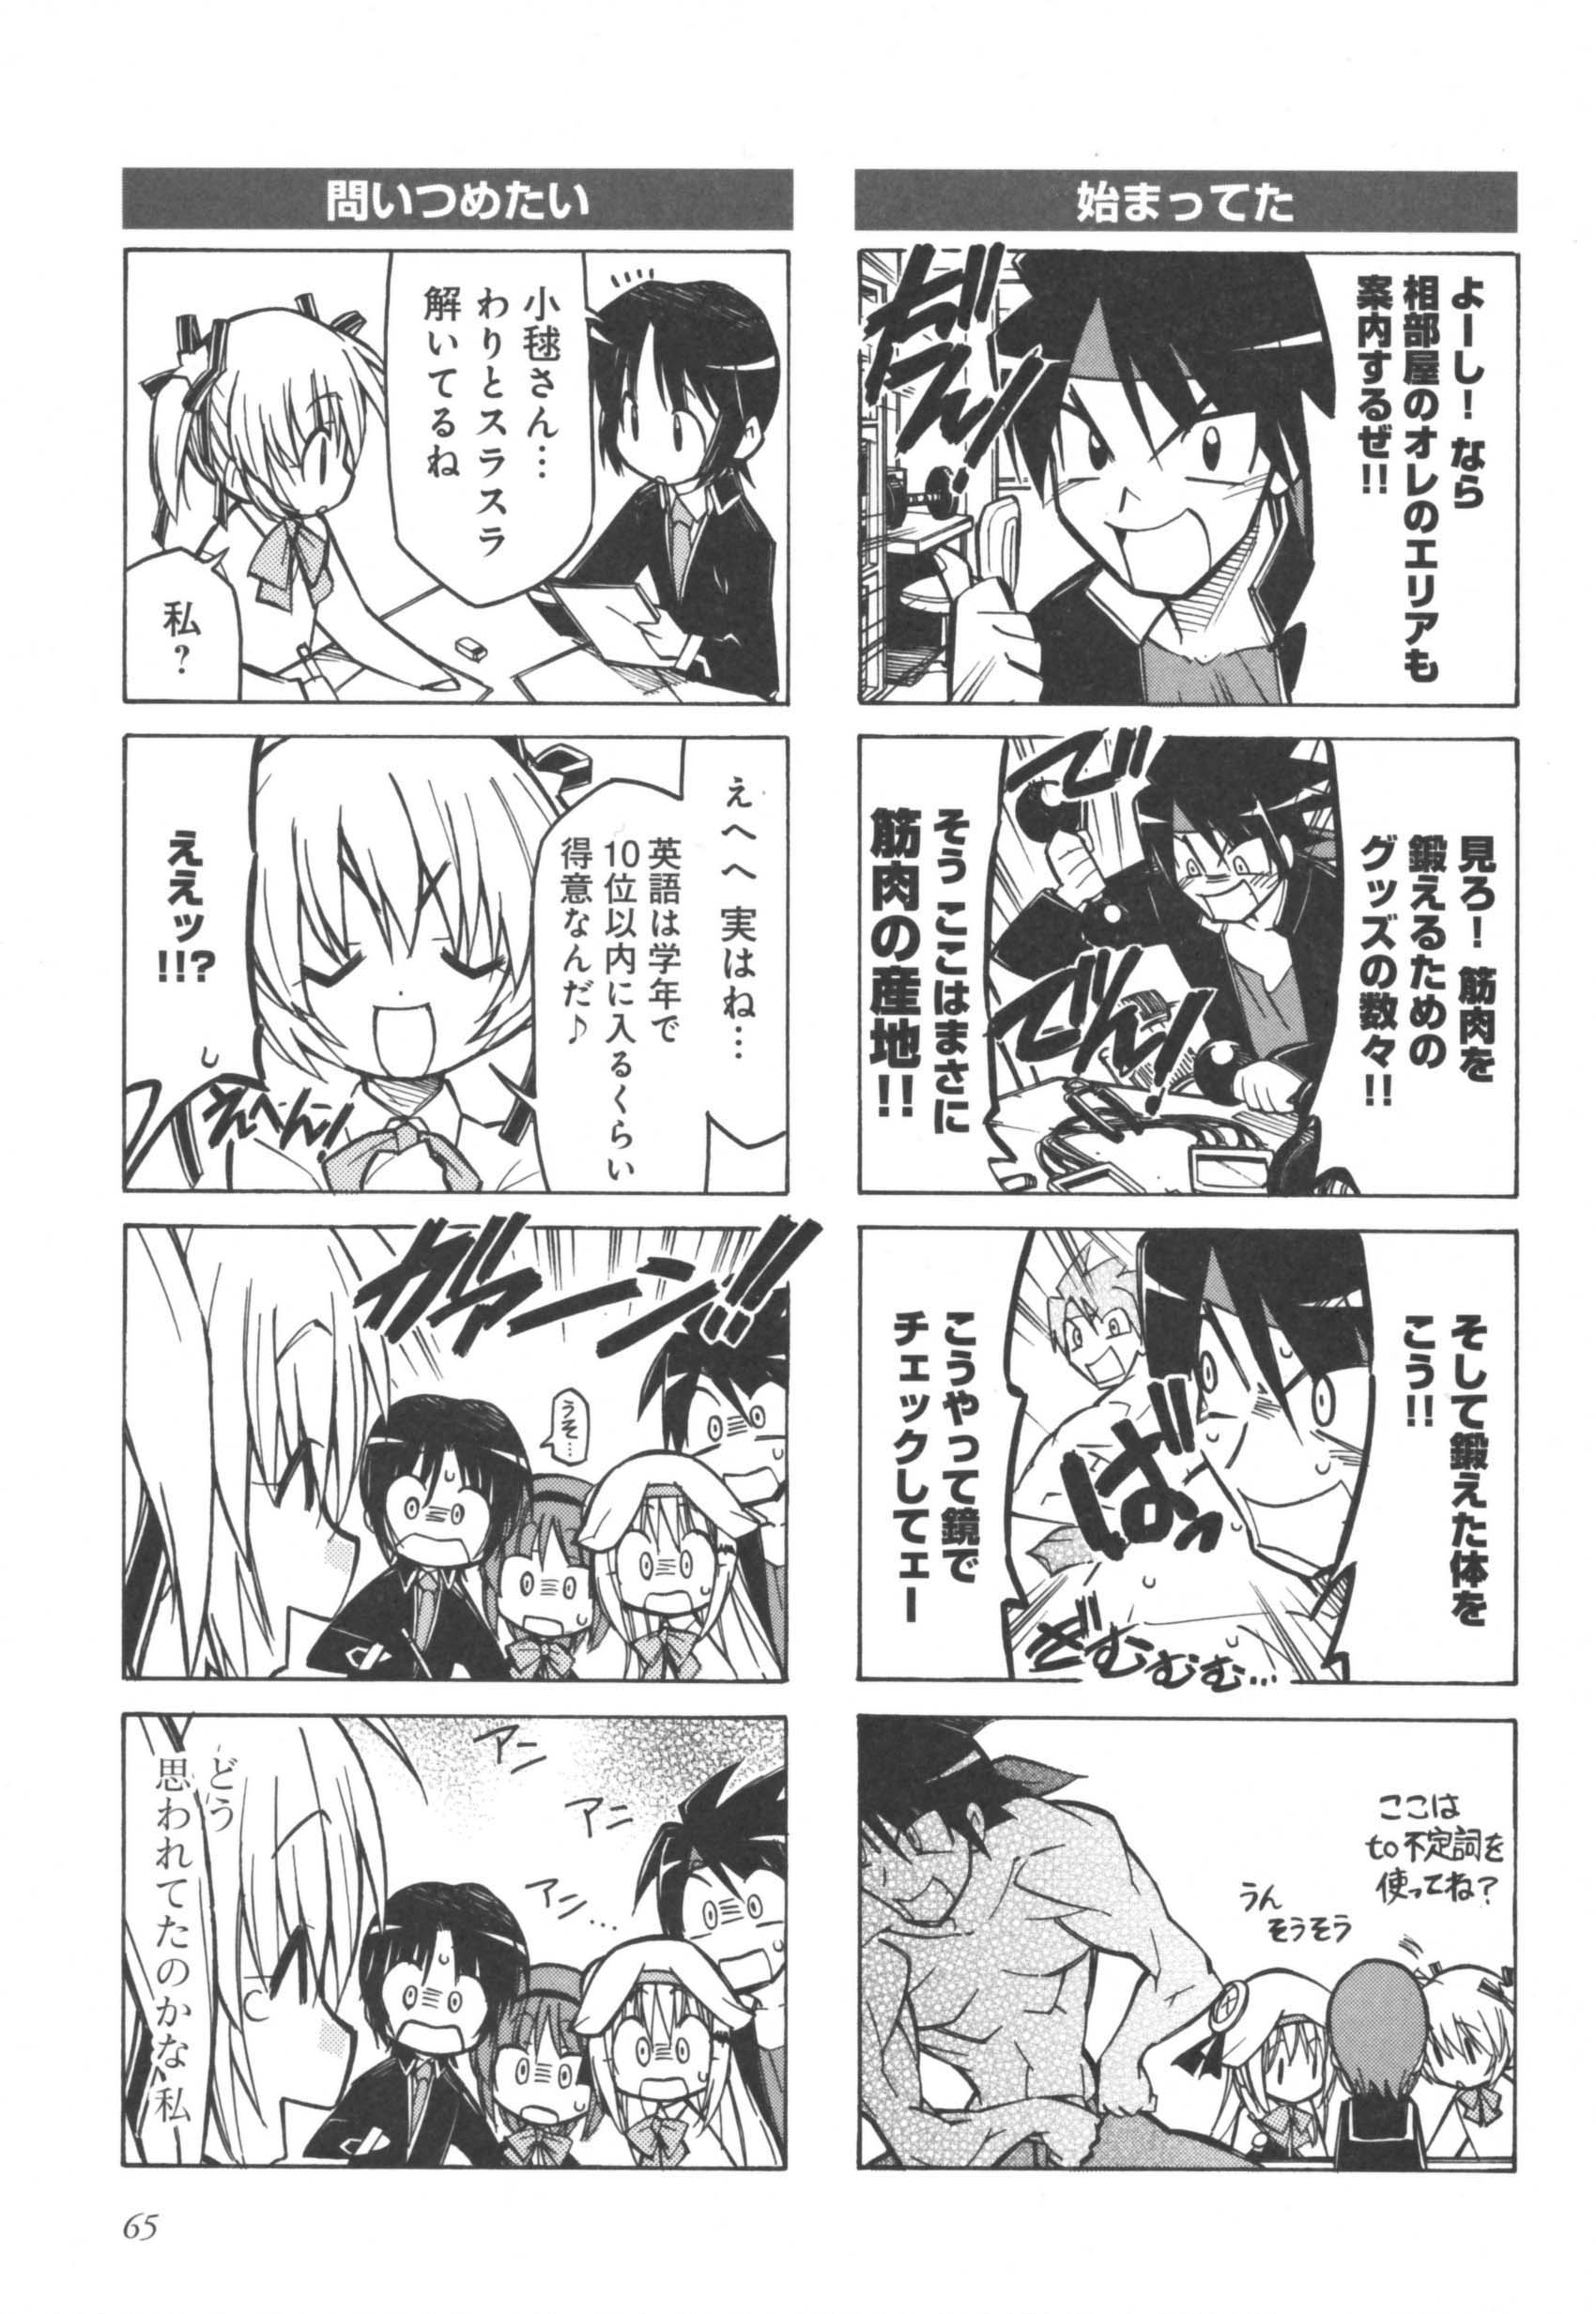 始まってた
よーし!なら
相部屋のオレのエリアも
案内するぜ!!
でででん!
見ろ!筋肉を
鍛えるための
グッズの数々!!
そう ここはまさに
筋肉の産地!!
でで
でん!
そして鍛えた体を
こう!!
こうやって鏡で
チェックしてエー
ばっ
ぎむむむ…
ここは
to不定詞を
使ってね?
うん
そうそう
問いつめたい
小毬さん…
わりとスラスラ
解いてるね
私?
えへへ 実はね…
英語は学年で
10位以内に入るくらい
得意なんだ♪
ええッ
!!?
えへん!
ガァーン!!
うそ…
アン
アン
アン…
どう
思われてたのかな私
65